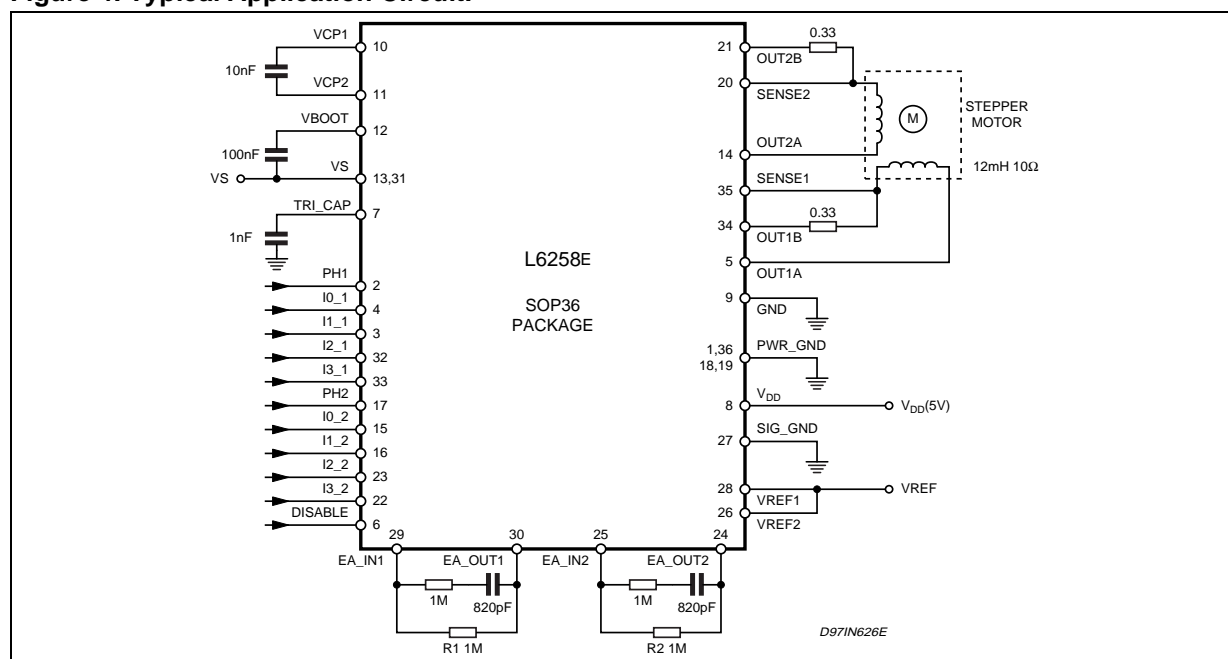 Figure Typical Application Circuit.
VCP1
10
10nF
VCP2
11
VBOOT
12
100nF
VS
VS
13,31
TRI_CAP
7
1nF
PH1
2
I0_1
4
I1_1
3
I2_1
32
I3_1
33
PH2
17
I0_2
15
I1_2
16
I2_2
23
I3_2
22
DISABLE
6
L6258E
SOP36
PACKAGE
21
0.33
OUT2B
20
SENSE2
M
STEPPER
MOTOR
14
OUT2A
12mH 10Ω
35
SENSE1
34
0.33
OUT1B
5
OUT1A
9
GND
1,36
18,19
PWR_GND
8
VDD
VDD(5V)
27
SIG_GND
28
VREF1
VREF
26
VREF2
29
30
25
24
EA_IN1
EA_OUT1
EA_IN2
EA_OUT2
1M
820pF
1M
820pF
R1 1M
R2 1M
D97IN626E